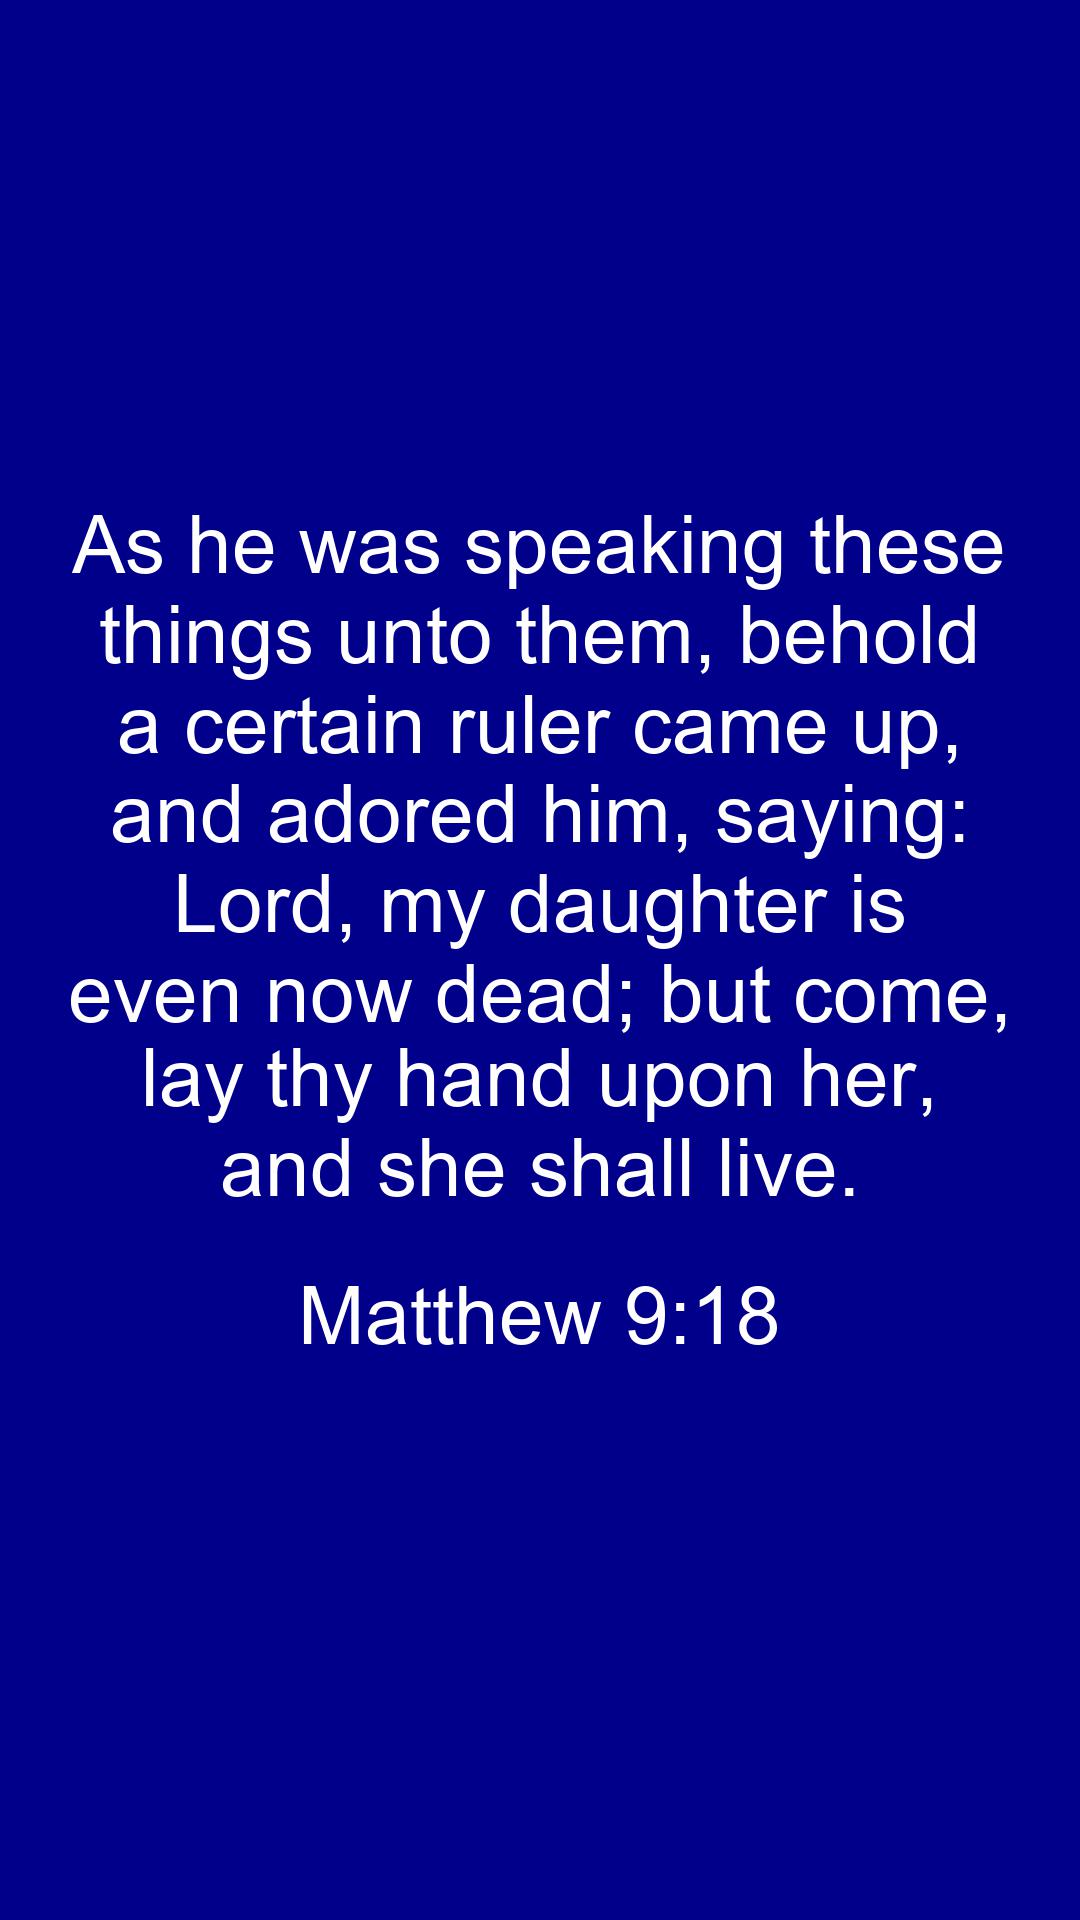 As he was speaking these
things unto them, behold
a certain ruler came up,
and adored him, saying:
Lord, my daughter is
even now dead; but come,
lay thy hand upon her,
and she shall live.
Matthew 9:18